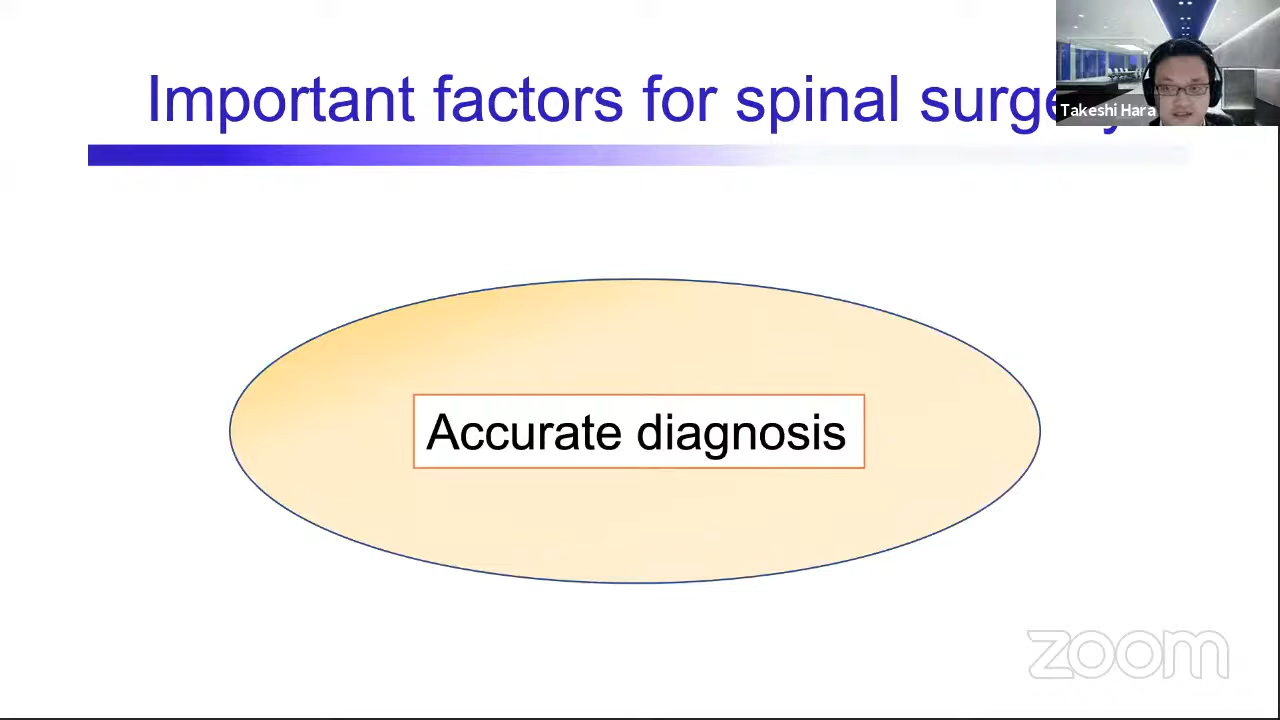 Important factors for spinal surge
Takeshi Hara
Accurate diagnosis
zoom